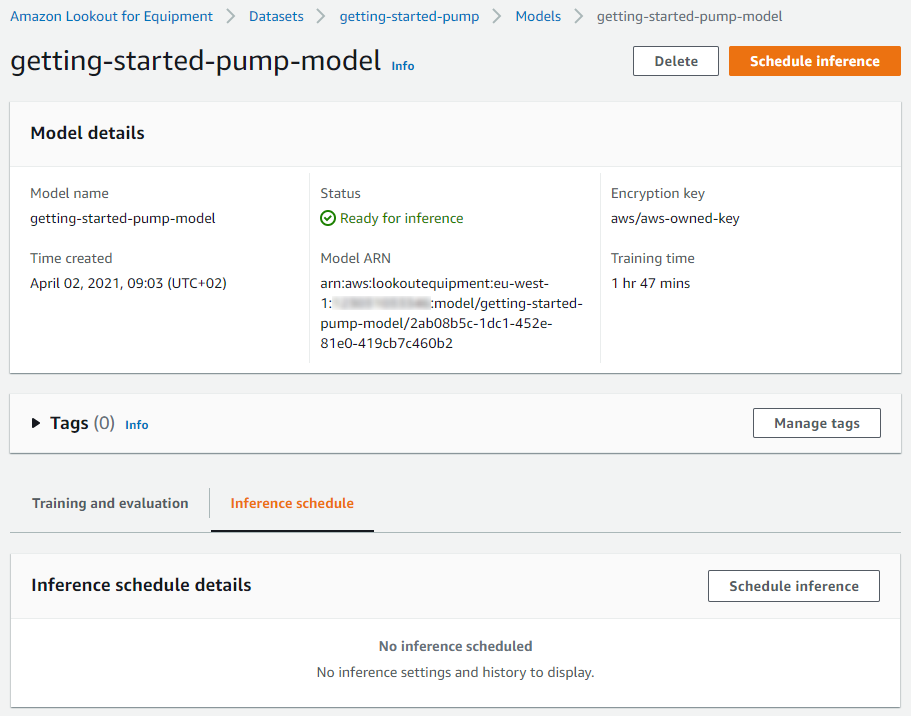 Amazon Lookout for Equipment > Datasets > getting-started-pump > Models > getting-started-pump-model
getting-started-pump-model Info
Delete
Schedule inference
Model details
Model name
getting-started-pump-model
Time created
April 02, 2021, 09:03 (UTC+02)
Status
Ready for inference
Model ARN
arn:aws:lookoutequipment:eu-west-
1: :model/getting-started-
pump-model/2ab08b5c-1dc1-452e-
81e0-419cb7c460b2
Encryption key
aws/aws-owned-key
Training time
1 hr 47 mins
Tags (0) Info
Manage tags
Training and evaluation
Inference schedule
Inference schedule details
Schedule inference
No inference scheduled
No inference settings and history to display.